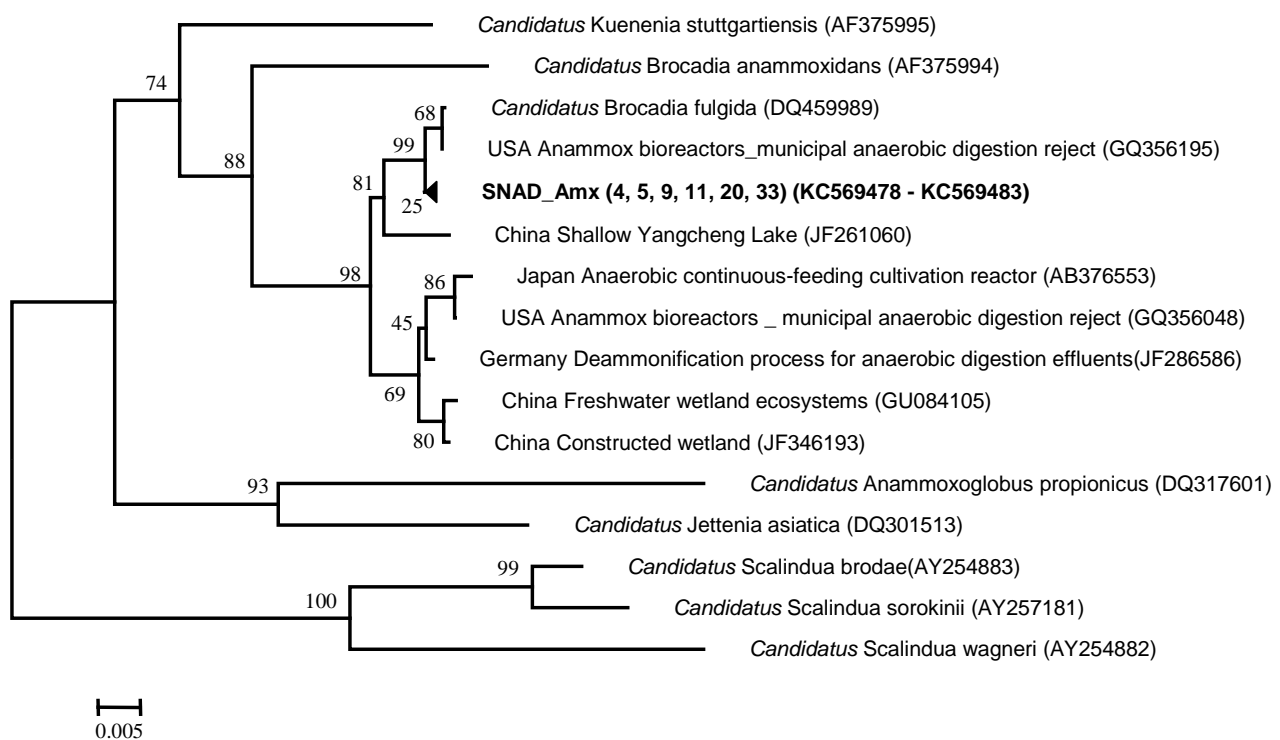 Candidatus Kuenenia stuttgartiensis (AF375995)
74
Candidatus Brocadia anammoxidans (AF375994)
88
68
Candidatus Brocadia fulgida (DQ459989)
99
USA Anammox bioreactors_municipal anaerobic digestion reject (GQ356195)
81
25
SNAD_Amx (4, 5, 9, 11, 20, 33) (KC569478 - KC569483)
China Shallow Yangcheng Lake (JF261060)
98
86
Japan Anaerobic continuous-feeding cultivation reactor (AB376553)
45
USA Anammox bioreactors _ municipal anaerobic digestion reject (GQ356048)
Germany Deammonification process for anaerobic digestion effluents(JF286586)
69
China Freshwater wetland ecosystems (GU084105)
80
China Constructed wetland (JF346193)
93
Candidatus Anammoxoglobus propionicus (DQ317601)
Candidatus Jettenia asiatica (DQ301513)
99
Candidatus Scalindua brodae(AY254883)
100
Candidatus Scalindua sorokinii (AY257181)
Candidatus Scalindua wagneri (AY254882)
0.005